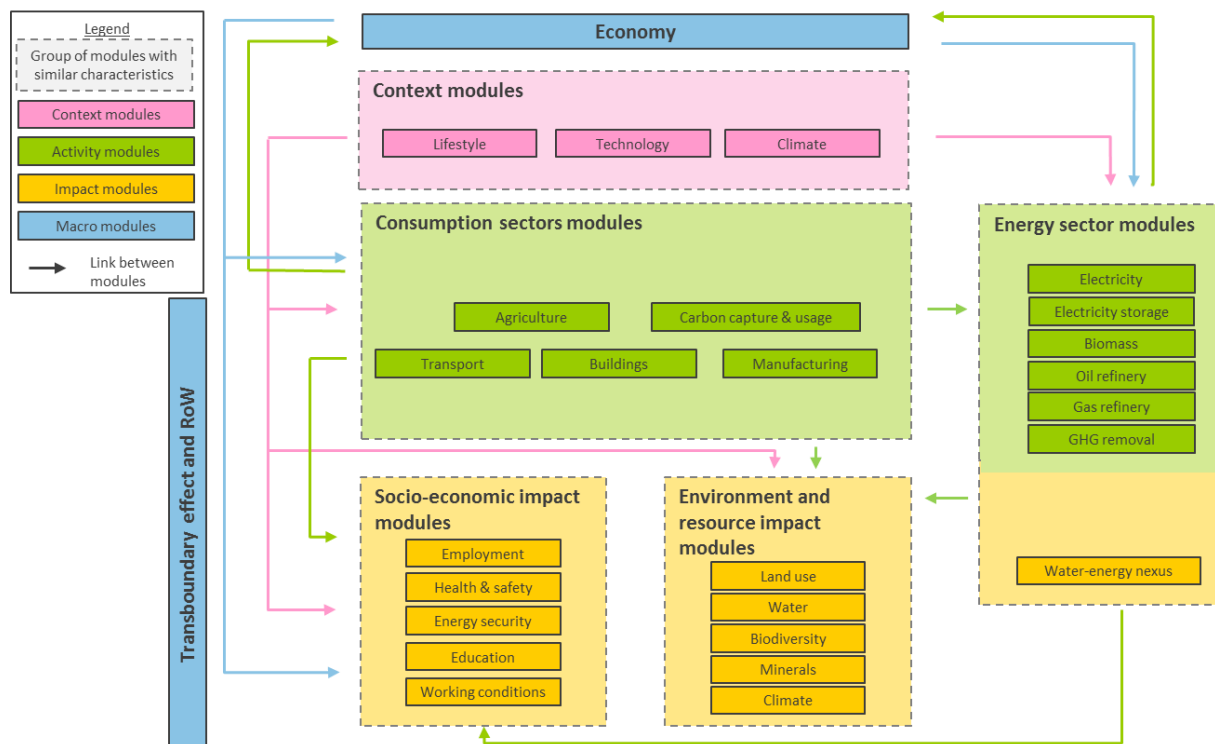 Legend
Group of modules with
similar characteristics
Context modules
Activity modules
Impact modules
Macro modules
Link between
modules
Transboundary effect and RoW
Economy
Context modules
Lifestyle
Technology
Climate
Consumption sectors modules
Agriculture
Carbon capture & usage
Transport
Buildings
Manufacturing
Energy sector modules
Electricity
Electricity storage
Biomass
Oil refinery
Gas refinery
GHG removal
Water-energy nexus
Socio-economic impact
modules
Employment
Health & safety
Energy security
Education
Working conditions
Environment and
resource impact
modules
Land use
Water
Biodiversity
Minerals
Climate